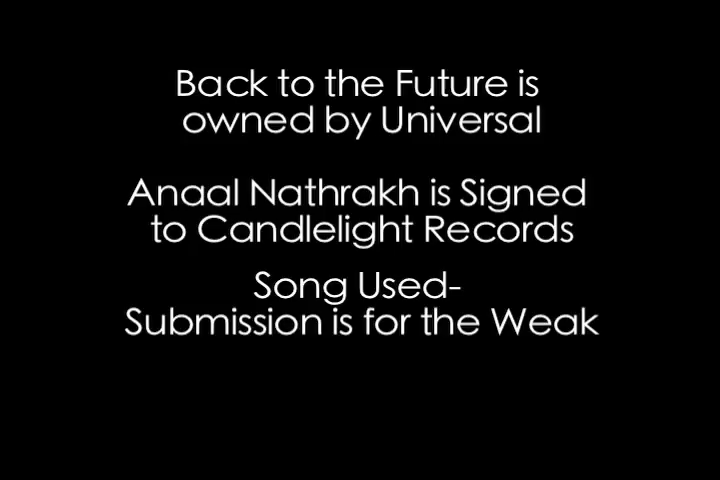 Back to the Future is
owned by Universal
Anaal Nathrakh is Signed
to Candlelight Records
Song Used-
Submission is for the Weak